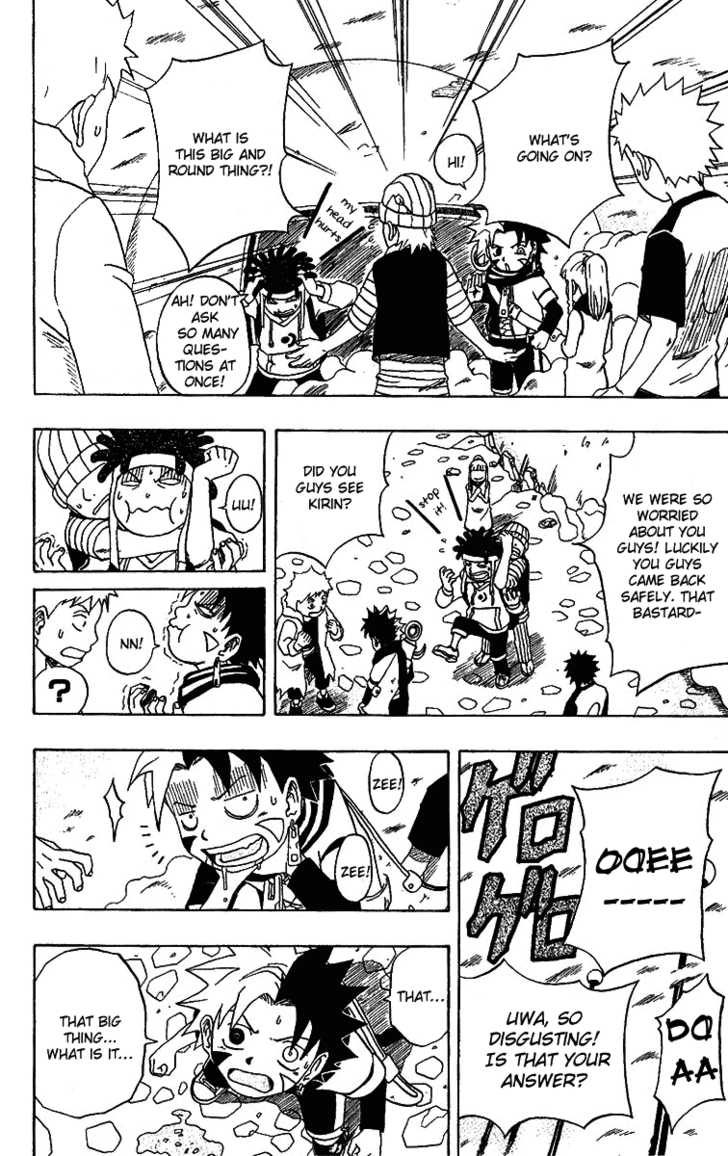 WHAT'S
GOING ON?
HI!
WHAT IS
THIS BIG AND
ROUND THING?!
my
head
hurts
AH! DON'T
ASK
SO MANY
QUES-
TIONS AT
ONCE!
WE WERE SO
WORRIED
ABOUT YOU
GUYS! LUCKILY
YOU GUYS
CAME BACK
SAFELY. THAT
BASTARD-
stop
it!
DID YOU
GUYS SEE
KIRIN?
UU!
NN!
?
OOEE
-----
ゲロ
ゲロ
OO
AA
UWA, SO
DISGUSTING!
IS THAT YOUR
ANSWER?
ZEE!
ZEE!
THAT...
THAT BIG
THING...
WHAT IS IT...